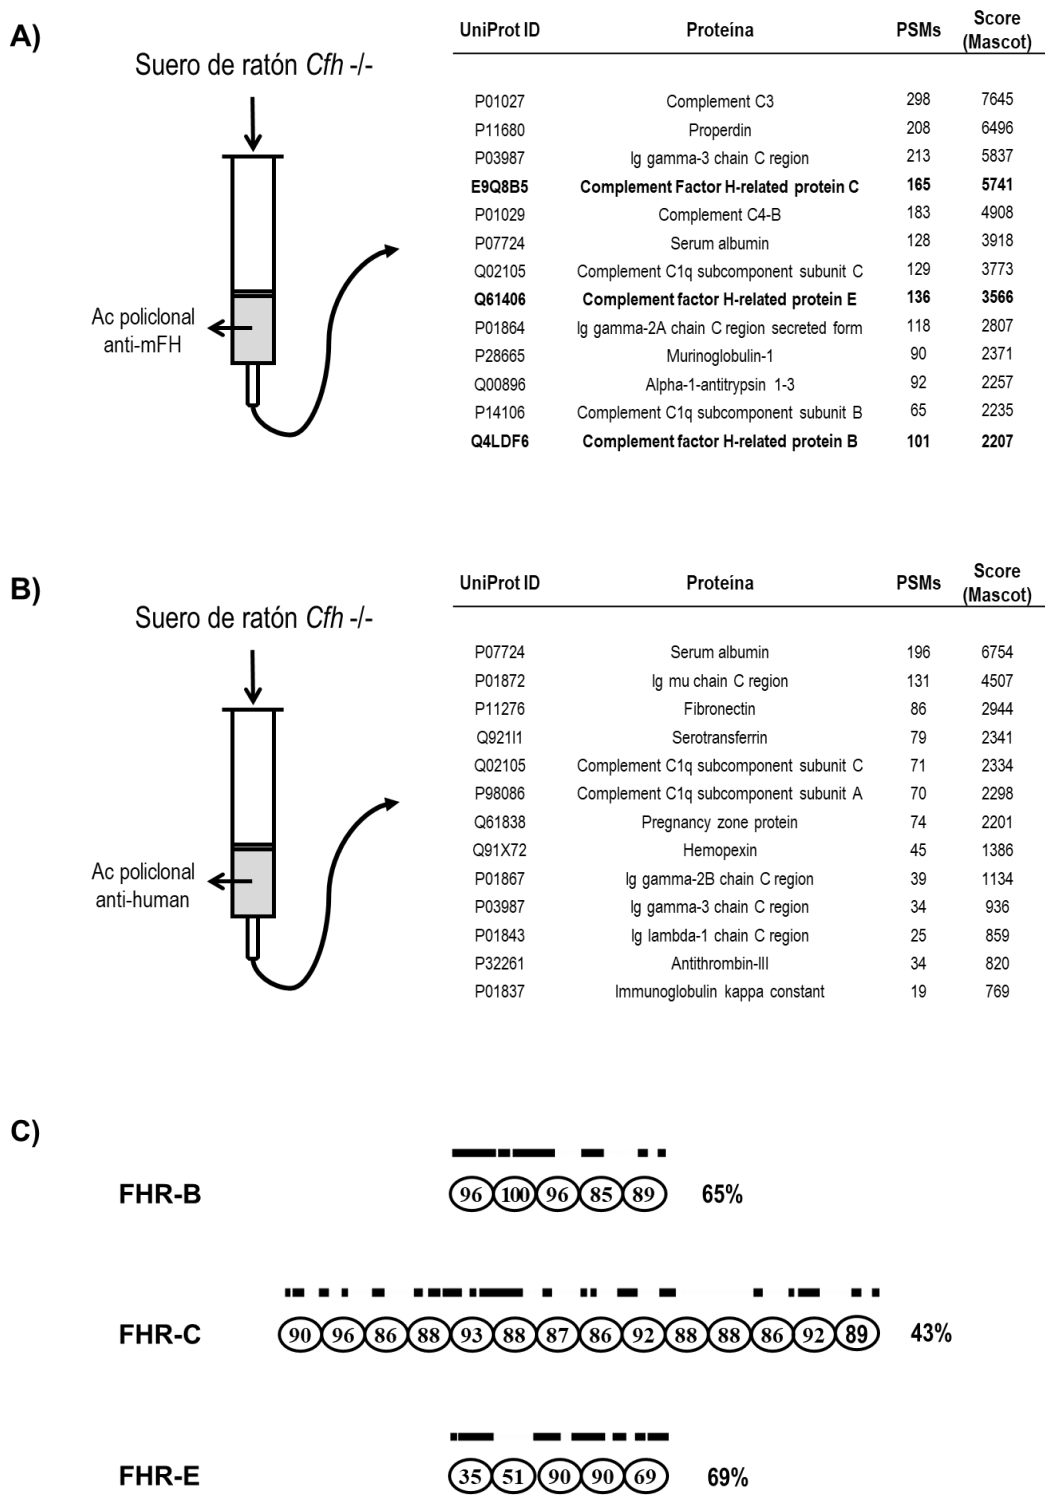 A)
Suero de ratón Cfh -/-
Ac policlonal
anti-mFH
UniProt ID Proteína PSMs Score
(Mascot)
P01027 Complement C3 298 7645
P11680 Properdin 208 6496
P03987 Ig gamma-3 chain C region 213 5837
E9Q8B5 Complement Factor H-related protein C 165 5741
P01029 Complement C4-B 183 4908
P07724 Serum albumin 128 3918
Q02105 Complement C1q subcomponent subunit C 129 3773
Q61406 Complement factor H-related protein E 136 3566
P01864 Ig gamma-2A chain C region secreted form 118 2807
P28665 Murinoglobulin-1 90 2371
Q00896 Alpha-1-antitrypsin 1-3 92 2257
P14106 Complement C1q subcomponent subunit B 65 2235
Q4LDF6 Complement factor H-related protein B 101 2207
B)
Suero de ratón Cfh -/-
Ac policlonal
anti-human
UniProt ID Proteína PSMs Score
(Mascot)
P07724 Serum albumin 196 6754
P01872 Ig mu chain C region 131 4507
P11276 Fibronectin 86 2944
Q921I1 Serotransferrin 79 2341
Q02105 Complement C1q subcomponent subunit C 71 2334
P98086 Complement C1q subcomponent subunit A 70 2298
Q61838 Pregnancy zone protein 74 2201
Q91X72 Hemopexin 45 1386
P01867 Ig gamma-2B chain C region 39 1134
P03987 Ig gamma-3 chain C region 34 936
P01843 Ig lambda-1 chain C region 25 859
P32261 Antithrombin-III 34 820
P01837 Immunoglobulin kappa constant 19 769
C)
FHR-B 96 100 96 85 89 65%
FHR-C 90 96 86 88 93 88 87 86 92 88 88 86 92 89 43%
FHR-E 35 51 90 90 69 69%